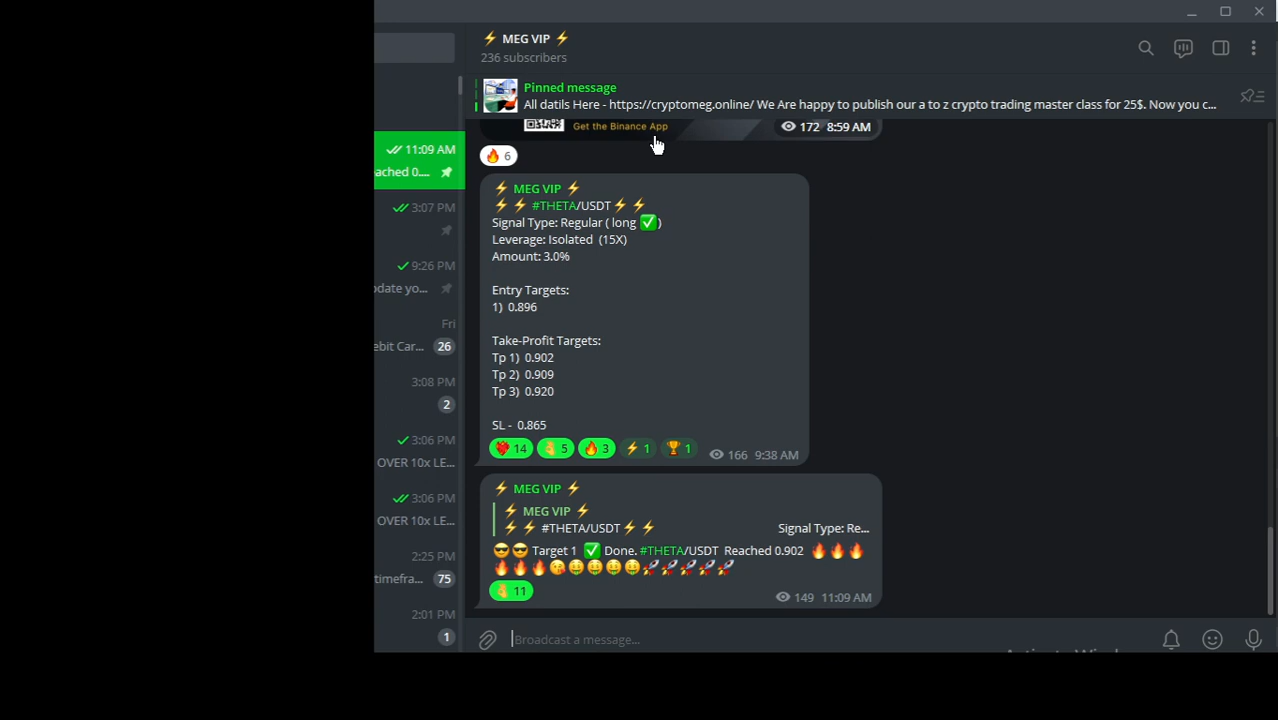 ⚡ MEG VIP ⚡
236 subscribers
Pinned message
All datils Here - https://cryptomeg.online/ We Are happy to publish our a to z crypto trading master class for 25$. Now you c...
Get the Binance App
172 8:59 AM
🔥 6
11:09 AM
ached 0....
3:07 PM
9:26 PM
date yo...
Fri
ebit Car... 26
3:08 PM
2
3:06 PM
OVER 10x LE...
3:06 PM
OVER 10x LE...
2:25 PM
timefra... 75
2:01 PM
1
⚡ MEG VIP ⚡
⚡⚡ #THETA/USDT⚡⚡
Signal Type: Regular ( long ✅ )
Leverage: Isolated (15X)
Amount: 3.0%
Entry Targets:
1) 0.896
Take-Profit Targets:
Tp 1) 0.902
Tp 2) 0.909
Tp 3) 0.920
SL - 0.865
14 5 🔥 3 ⚡ 1 🏆 1 166 9:38 AM
⚡ MEG VIP ⚡
⚡ MEG VIP ⚡
⚡⚡ #THETA/USDT⚡⚡ Signal Type: Re...
😎😎 Target 1 ✅ Done. #THETA/USDT Reached 0.902 🔥🔥🔥
🔥🔥🔥😘🤑🤑🤑🤑🚀🚀🚀🚀🚀
11
149 11:09 AM
Broadcast a message...